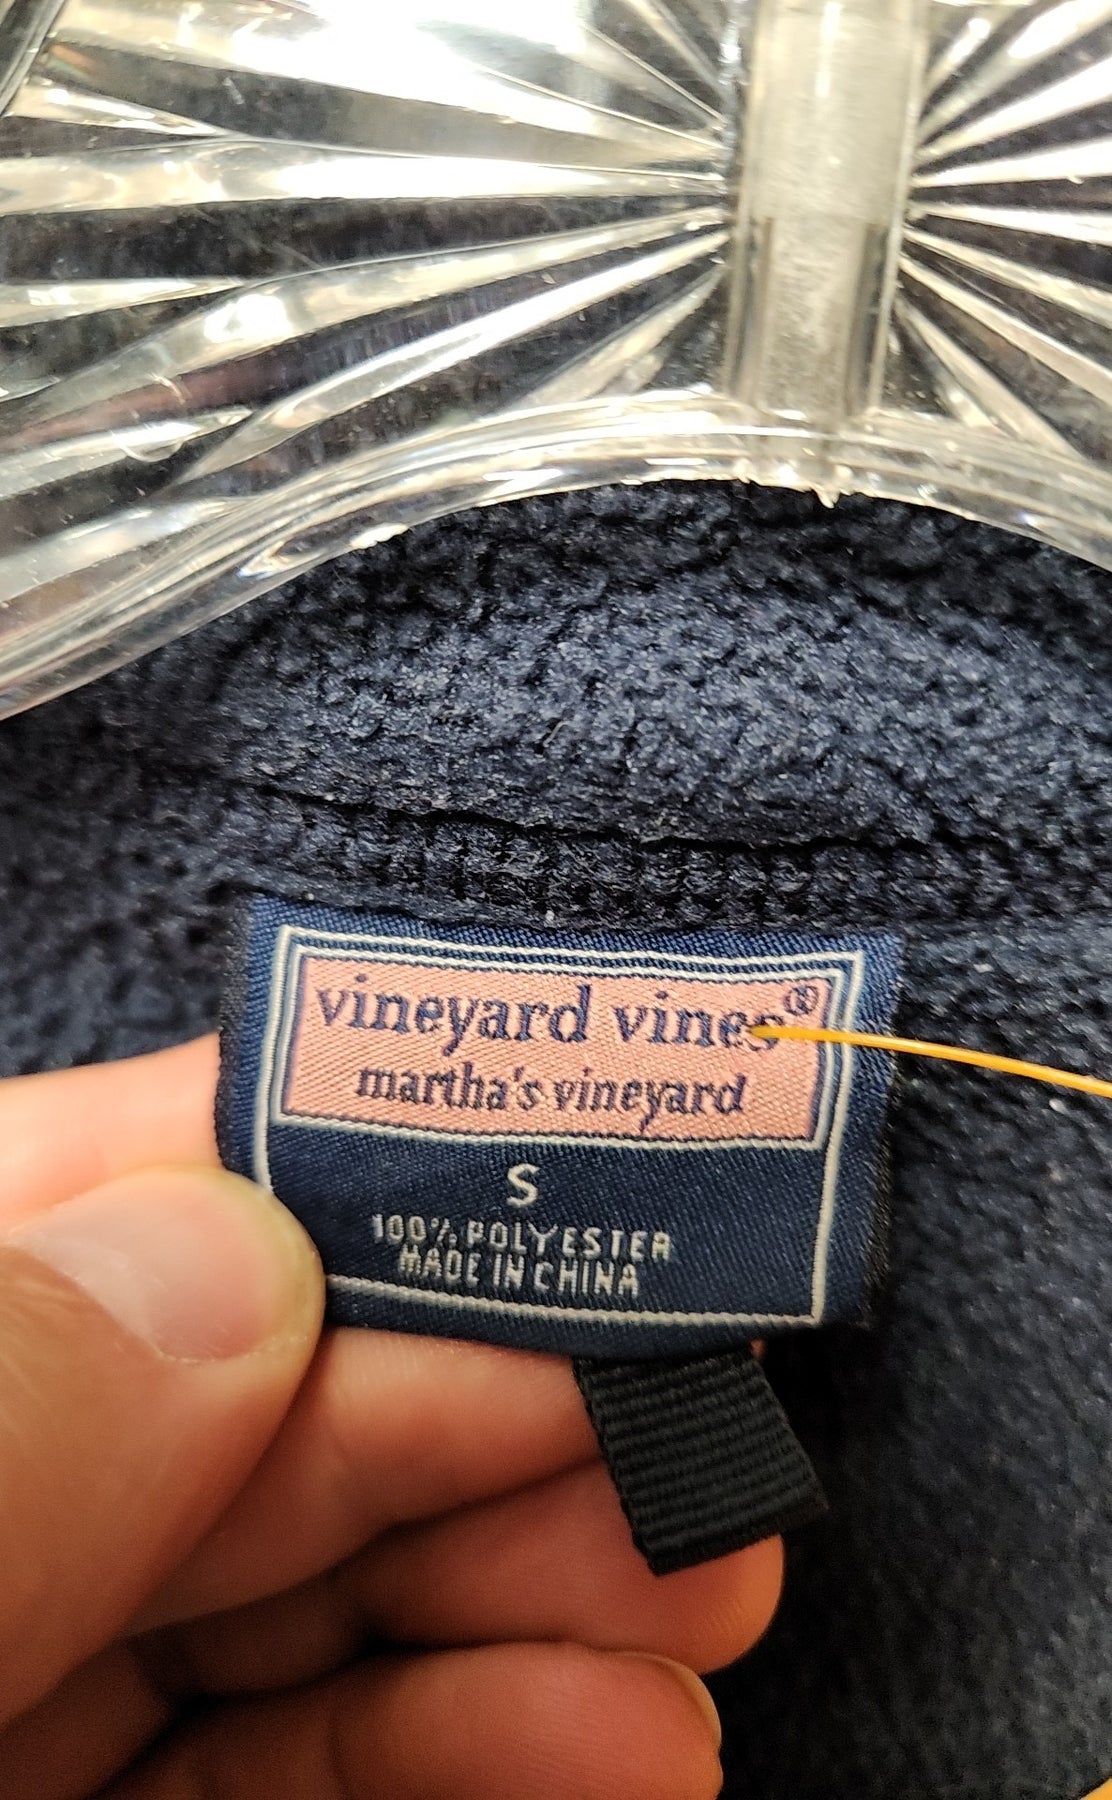 vineyard vines®
martha's vineyard
S
100% POLYESTER
MADE IN CHINA